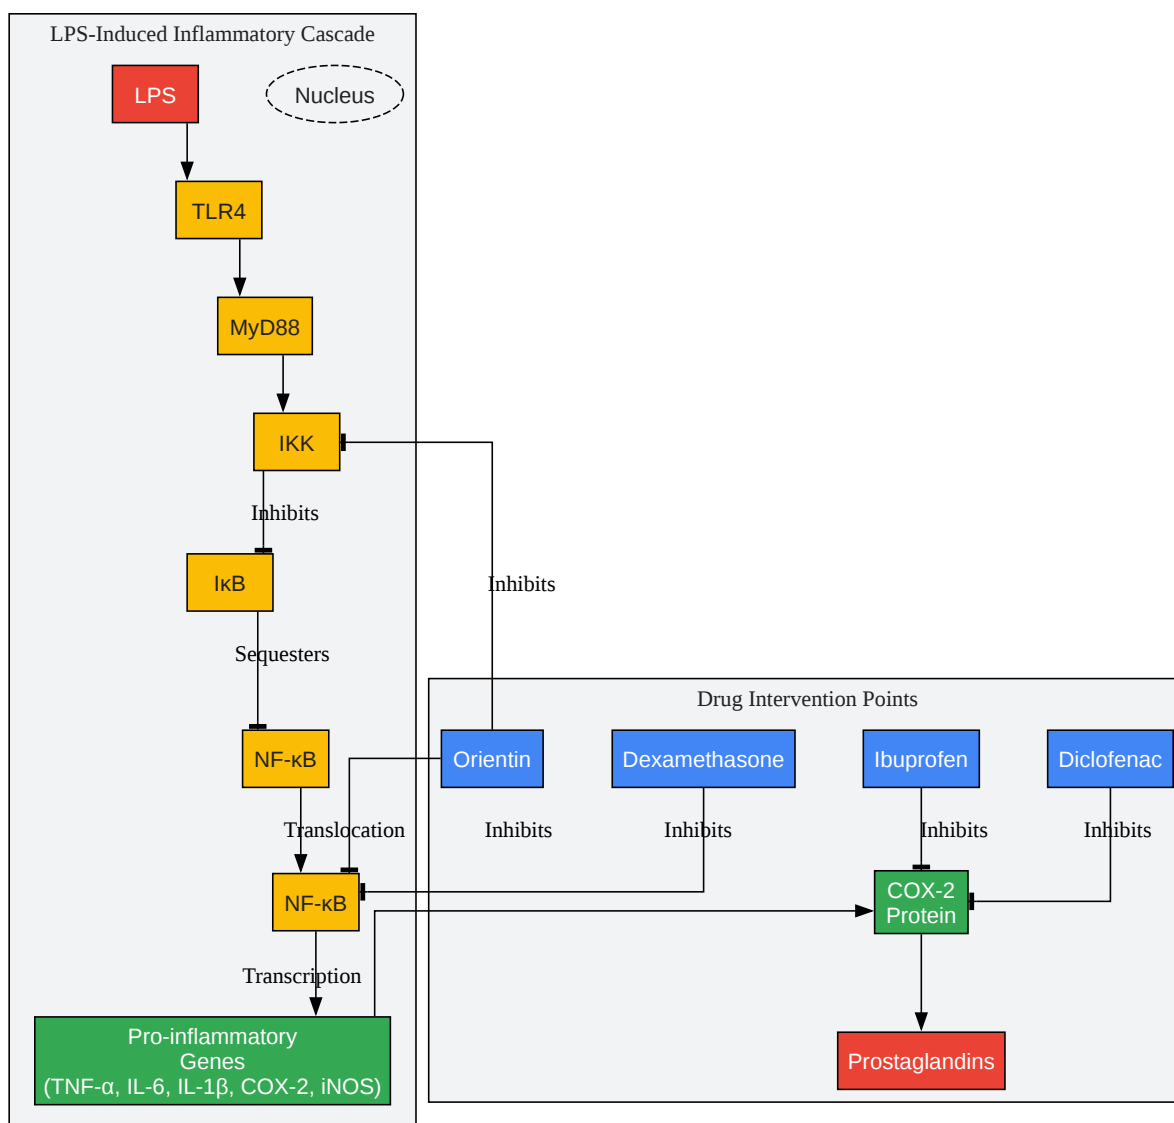 LPS-Induced Inflammatory Cascade
LPS
Nucleus
TLR4
MyD88
IKK
Inhibits
IκB
Inhibits
Sequesters
Drug Intervention Points
NF-κB
Orientin
Dexamethasone
Ibuprofen
Diclofenac
Translocation
Inhibits
Inhibits
Inhibits
Inhibits
NF-κB
COX-2
Protein
Transcription
Pro-inflammatory
Genes
(TNF-α, IL-6, IL-1β, COX-2, iNOS)
Prostaglandins